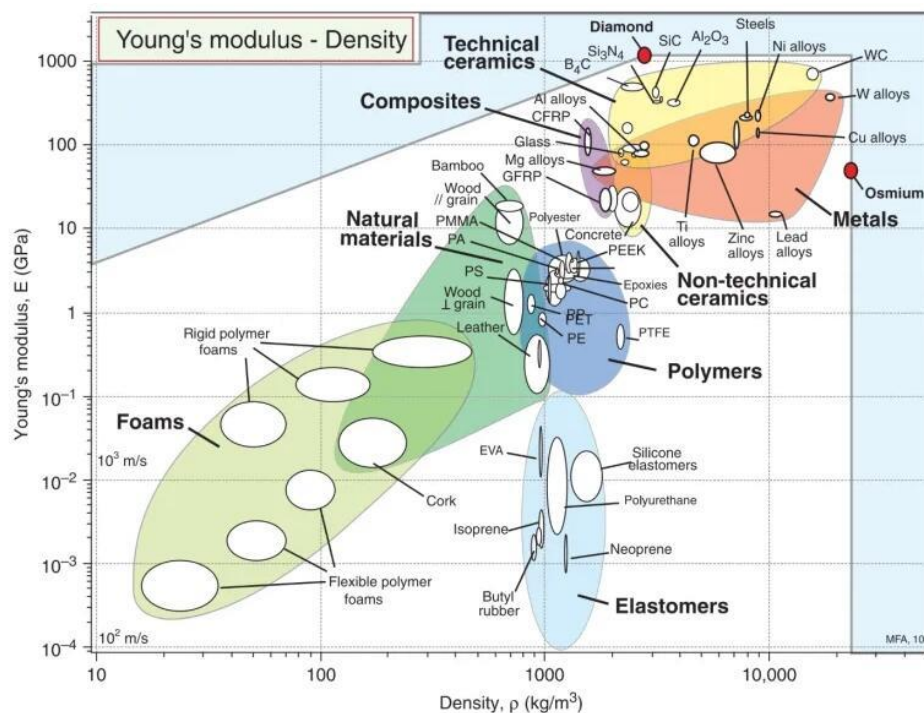 Young's modulus - Density
Diamond
Steels
Technical
ceramics
Si3N4
SiC
Al2O3
Ni alloys
WC
B4C
W alloys
Composites
Al alloys
CFRP
Glass
Mg alloys
GFRP
Cu alloys
Osmium
Metals
Ti
alloys
Zinc
alloys
Lead
alloys
Non-technical
ceramics
Bamboo
Wood
// grain
Natural
materials
PMMA
PA
PS
Wood
⊥ grain
Leather
Polyester
Concrete
PEEK
Epoxies
PC
PP
PET
PE
PTFE
Polymers
Rigid polymer
foams
Foams
Cork
Flexible polymer
foams
EVA
Silicone
elastomers
Polyurethane
Isoprene
Neoprene
Butyl
rubber
Elastomers
10³ m/s
10² m/s
MFA, 10
1000
100
10
1
10⁻¹
10⁻²
10⁻³
10⁻⁴
Young's modulus, E (GPa)
10
100
1000
10,000
Density, ρ (kg/m³)